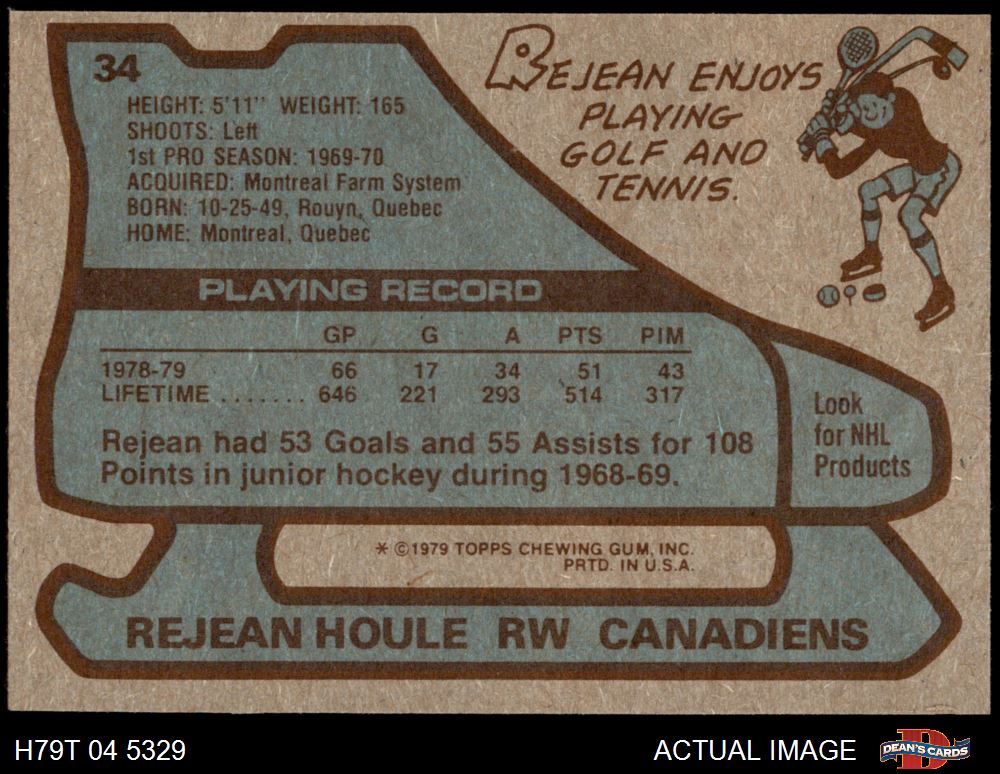 34
HEIGHT: 5'11" WEIGHT: 165
SHOOTS: Left
1st PRO SEASON: 1969-70
ACQUIRED: Montreal Farm System
BORN: 10-25-49, Rouyn, Quebec
HOME: Montreal, Quebec
REJEAN ENJOYS
PLAYING
GOLF AND
TENNIS.
PLAYING RECORD
GP G A PTS PIM
1978-79 66 17 34 51 43
LIFETIME ....... 646 221 293 514 317
Rejean had 53 Goals and 55 Assists for 108
Points in junior hockey during 1968-69.
Look
for NHL
Products
* ©1979 TOPPS CHEWING GUM, INC.
PRTD. IN U.S.A.
REJEAN HOULE RW CANADIENS
H79T 04 5329
ACTUAL IMAGE
D
DEAN'S CARDS